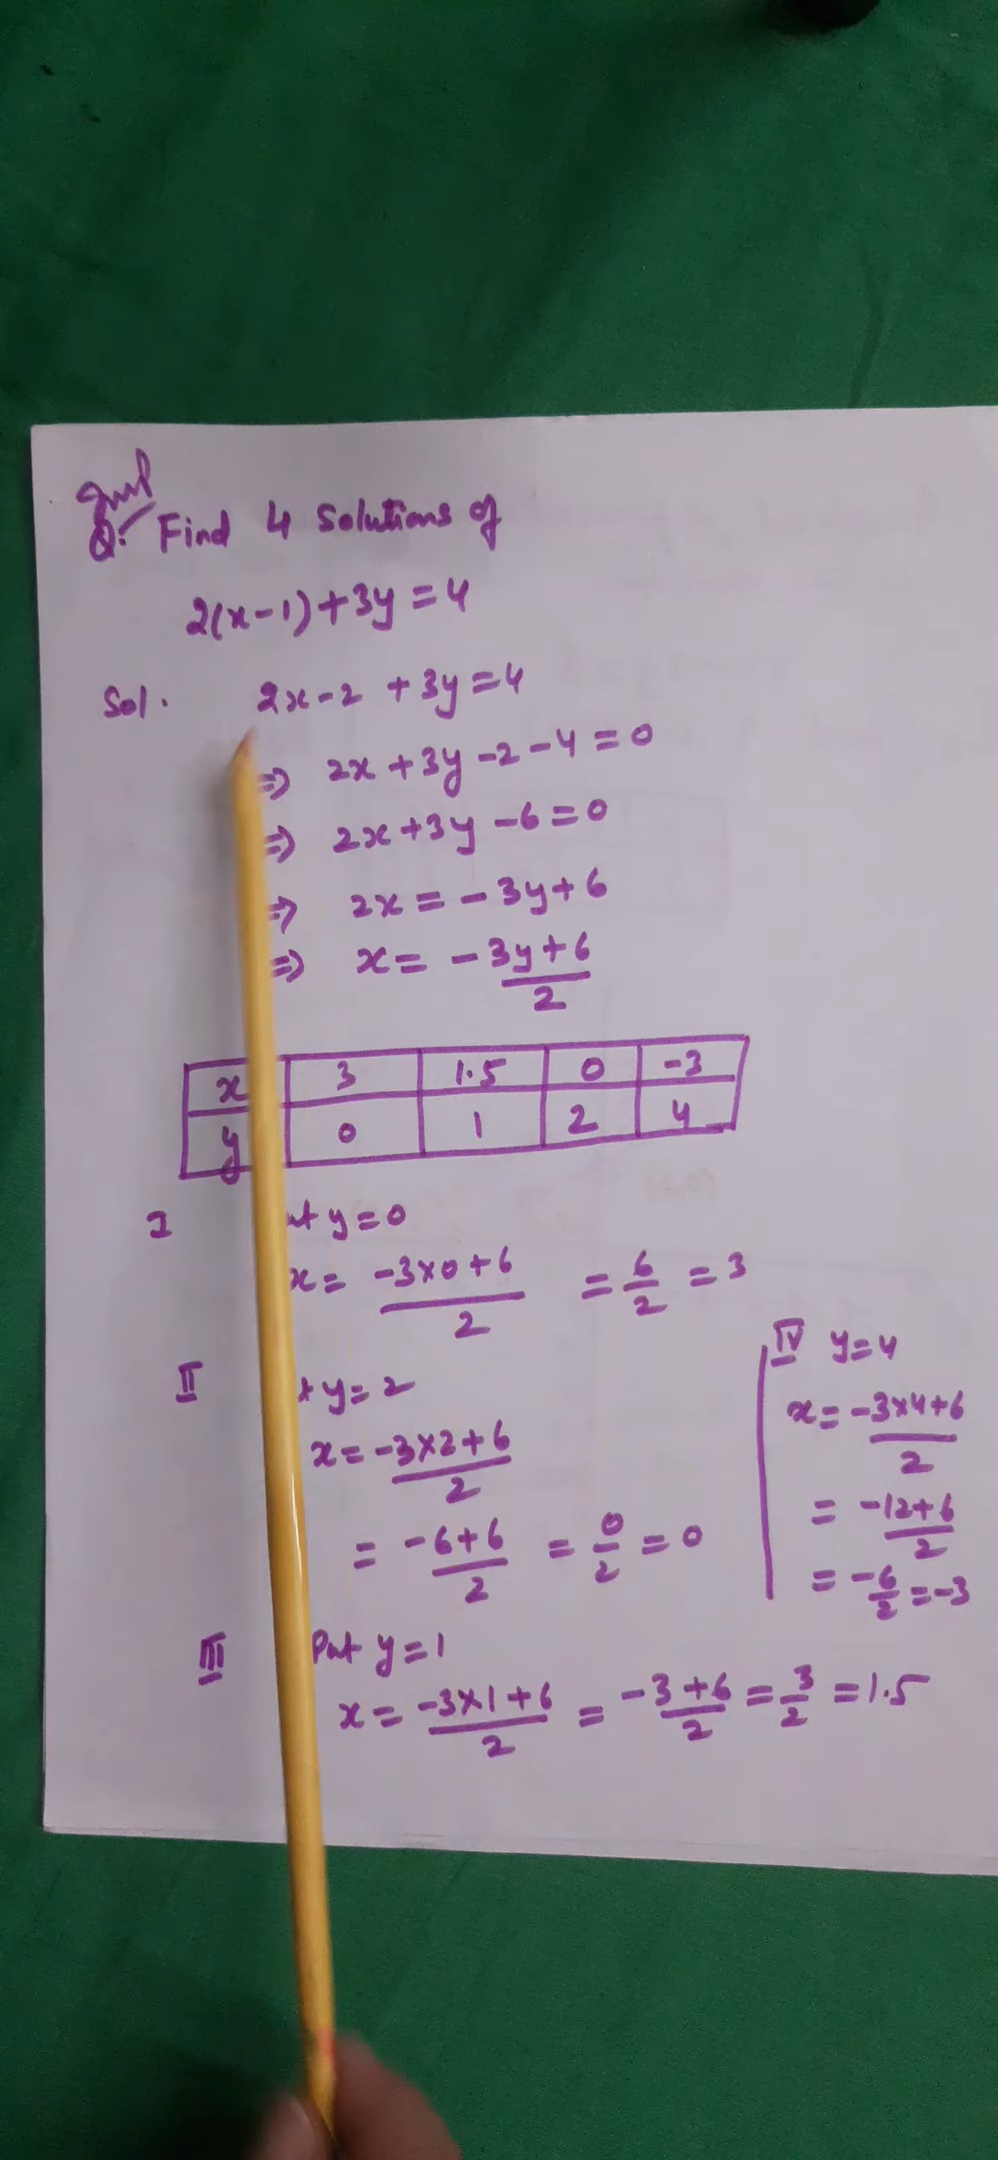 Q. Find 4 Solutions of
2(x-1)+3y=4
Sol. 2x-2+3y=4
⇒ 2x+3y-2-4=0
⇒ 2x+3y-6=0
⇒ 2x=-3y+6
⇒ x=-3y+6/2
x 3 1.5 0 -3
y 0 1 2 4
I y=0
x= -3×0+6/2 = 6/2 = 3
II y=2
x=-3×2+6/2
= -6+6/2 = 0/2 = 0
III Put y=1
x= -3×1+6/2 = -3+6/2 = 3/2 = 1.5
IV y=4
x= -3×4+6/2
= -12+6/2
= -6/2 = -3